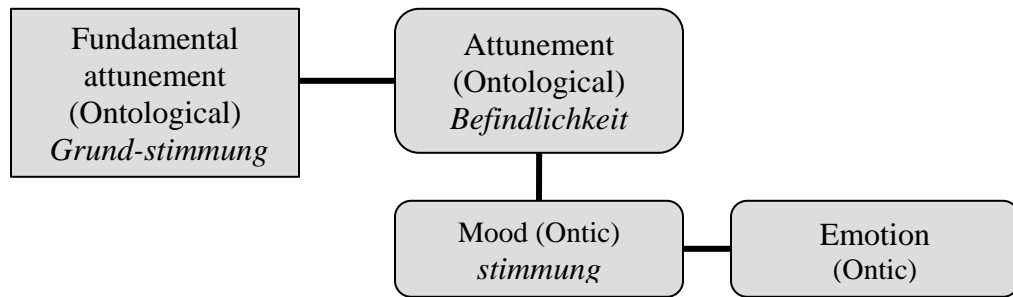 Fundamental
attunement
(Ontological)
Grund-stimmung
Attunement
(Ontological)
Befindlichkeit
Mood (Ontic)
stimmung
Emotion
(Ontic)